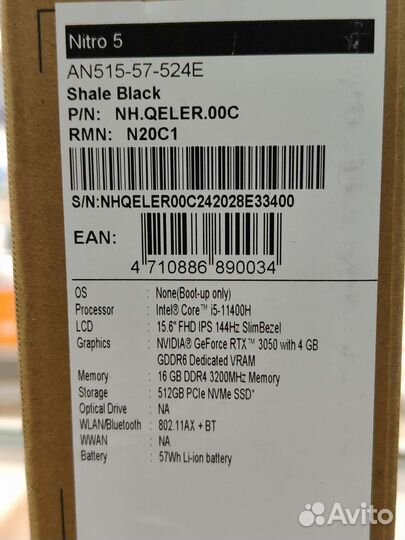 Nitro 5
AN515-57-524E
Shale Black
P/N: NH.QELER.00C
RMN: N20C1
S/N:NHQELER00C242028E33400
EAN:
4 710886 890034
OS : None(Boot-up only)
Processor : Intel® Core™ i5-11400H
LCD : 15.6" FHD IPS 144Hz SlimBezel
Graphics : NVIDIA® GeForce RTX™ 3050 with 4 GB
GDDR6 Dedicated VRAM
Memory : 16 GB DDR4 3200MHz Memory
Storage : 512GB PCIe NVMe SSD*
Optical Drive : NA
WLAN/Bluetooth : 802.11AX + BT
WWAN : NA
Battery : 57Wh Li-ion battery
Avito